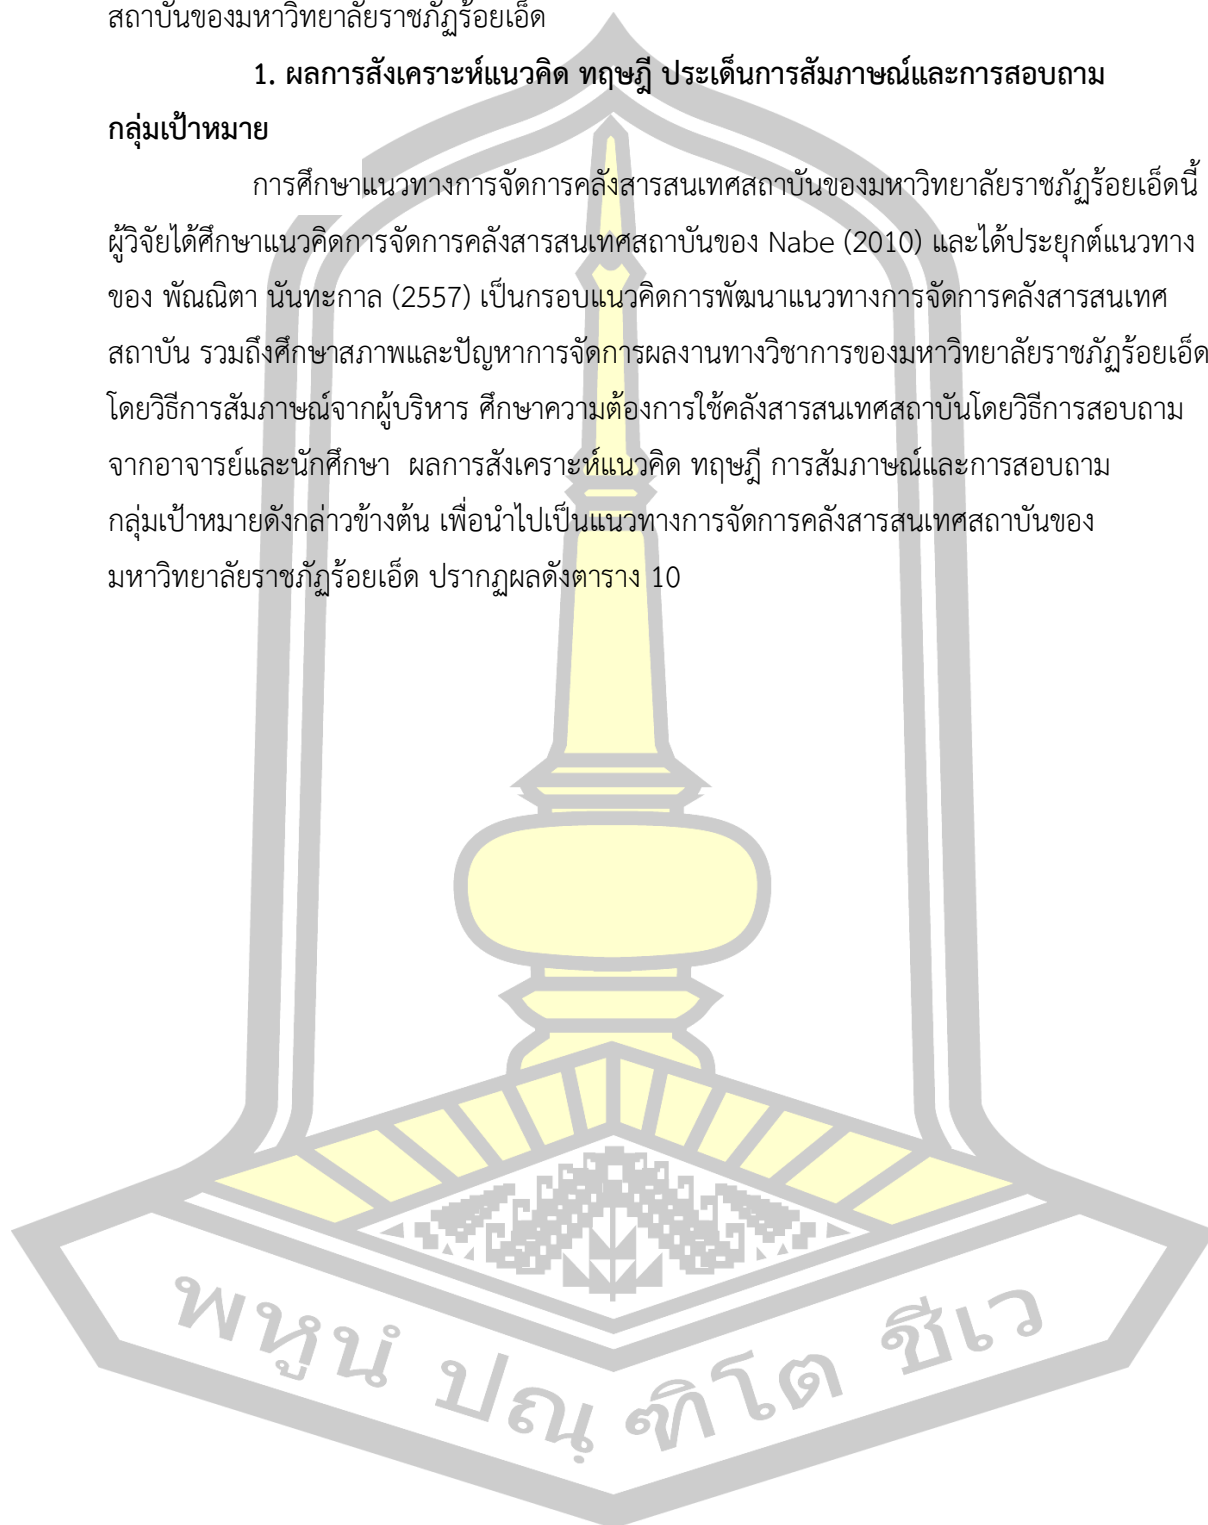 สถาบันของมหาวิทยาลัยราชภัฏร้อยเอ็ด
1. ผลการสังเคราะห์แนวคิด ทฤษฎี ประเด็นการสัมภาษณ์และการสอบถาม
กลุ่มเป้าหมาย
การศึกษาแนวทางการจัดการคลังสารสนเทศสถาบันของมหาวิทยาลัยราชภัฏร้อยเอ็ดนี้
ผู้วิจัยได้ศึกษาแนวคิดการจัดการคลังสารสนเทศสถาบันของ Nabe (2010) และได้ประยุกต์แนวทาง
ของ พัณณิตา นันทะกาล (2557) เป็นกรอบแนวคิดการพัฒนาแนวทางการจัดการคลังสารสนเทศ
สถาบัน รวมถึงศึกษาสภาพและปัญหาการจัดการผลงานทางวิชาการของมหาวิทยาลัยราชภัฏร้อยเอ็ด
โดยวิธีการสัมภาษณ์จากผู้บริหาร ศึกษาความต้องการใช้คลังสารสนเทศสถาบันโดยวิธีการสอบถาม
จากอาจารย์และนักศึกษา ผลการสังเคราะห์แนวคิด ทฤษฎี การสัมภาษณ์และการสอบถาม
กลุ่มเป้าหมายดังกล่าวข้างต้น เพื่อนำไปเป็นแนวทางการจัดการคลังสารสนเทศสถาบันของ
มหาวิทยาลัยราชภัฏร้อยเอ็ด ปรากฏผลดังตาราง 10
พหูนํ ปณฺฑิโต ชีเว